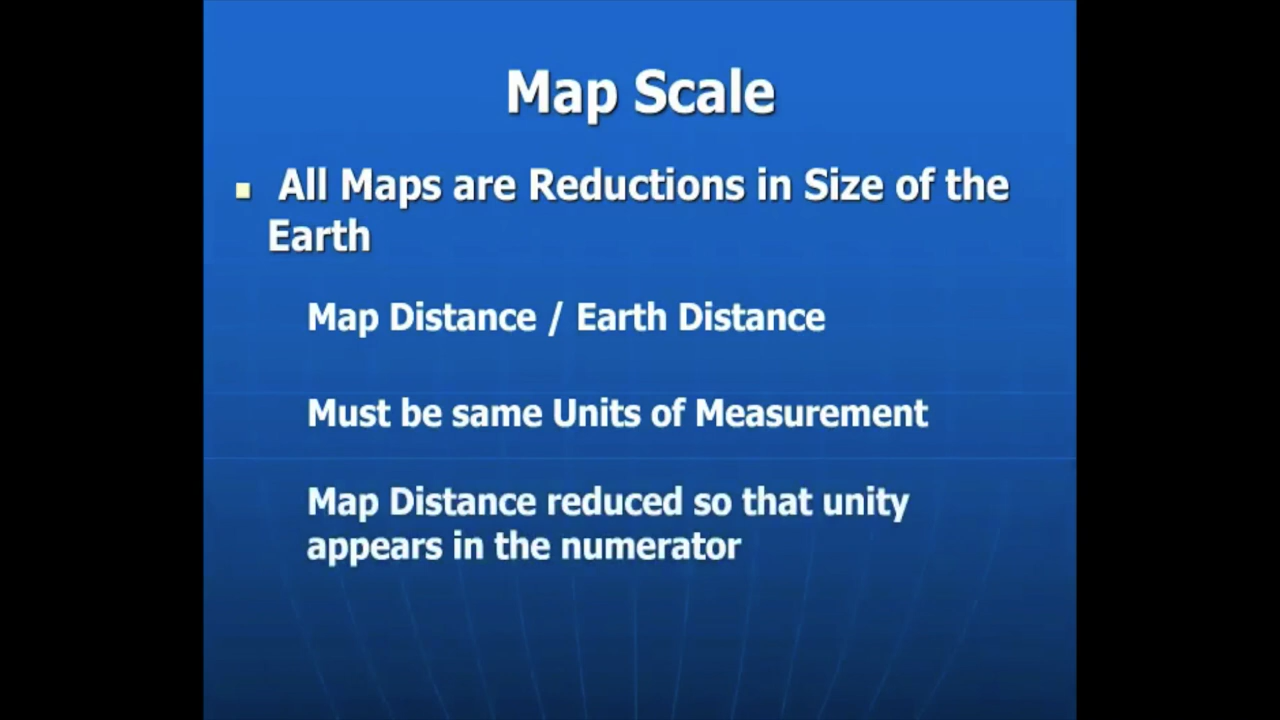 Map Scale
All Maps are Reductions in Size of the
Earth
Map Distance / Earth Distance
Must be same Units of Measurement
Map Distance reduced so that unity
appears in the numerator